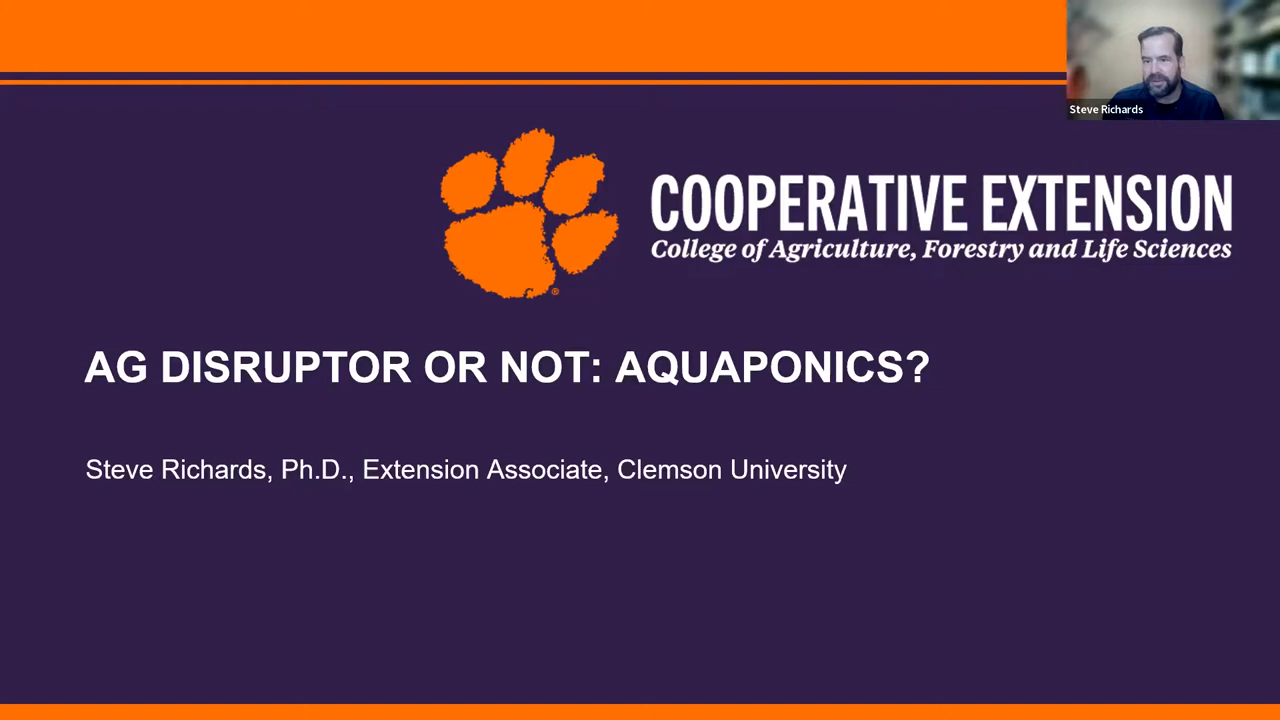 Steve Richards
COOPERATIVE EXTENSION
College of Agriculture, Forestry and Life Sciences
®
AG DISRUPTOR OR NOT: AQUAPONICS?
Steve Richards, Ph.D., Extension Associate, Clemson University